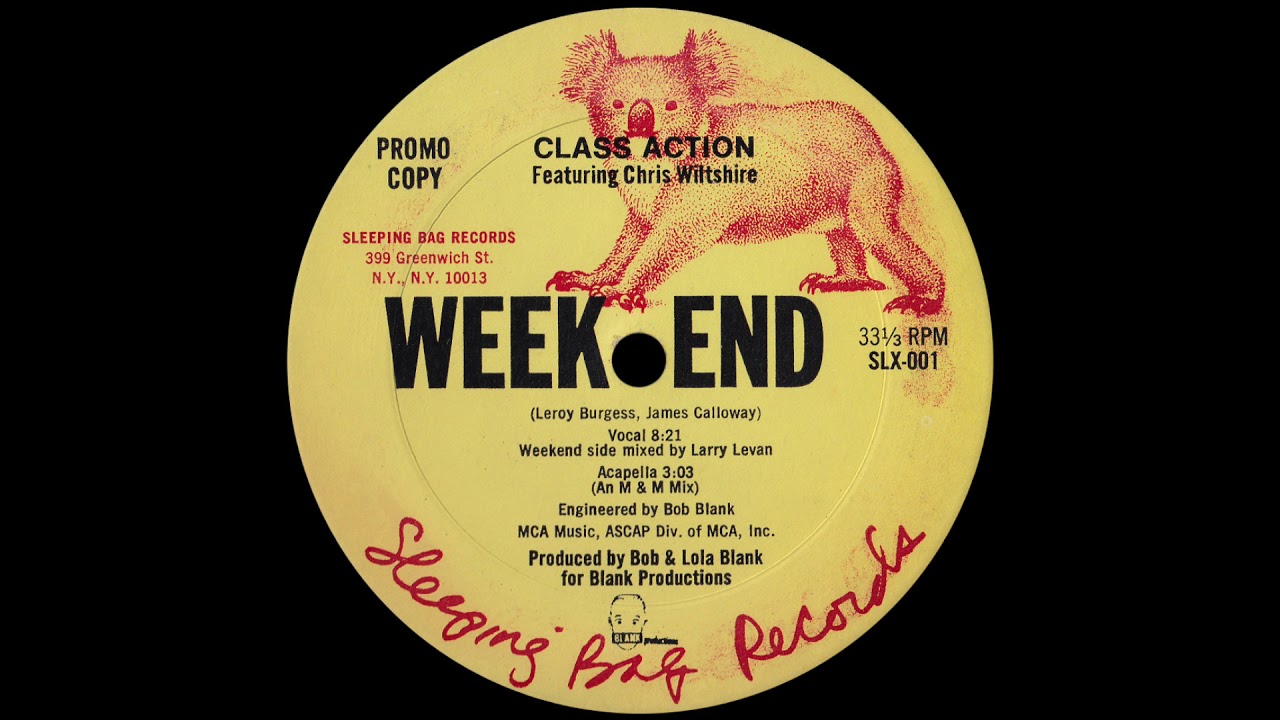 PROMO
COPY
CLASS ACTION
Featuring Chris Wiltshire
SLEEPING BAG RECORDS
399 Greenwich St.
N.Y., N.Y. 10013
WEEKEND
33⅓ RPM
SLX-001
(Leroy Burgess, James Calloway)
Vocal 8:21
Weekend side mixed by Larry Levan
Acapella 3:03
(An M & M Mix)
Engineered by Bob Blank
MCA Music, ASCAP Div. of MCA, Inc.
Produced by Bob & Lola Blank
for Blank Productions
BLANK productions
Sleeping Bag Records